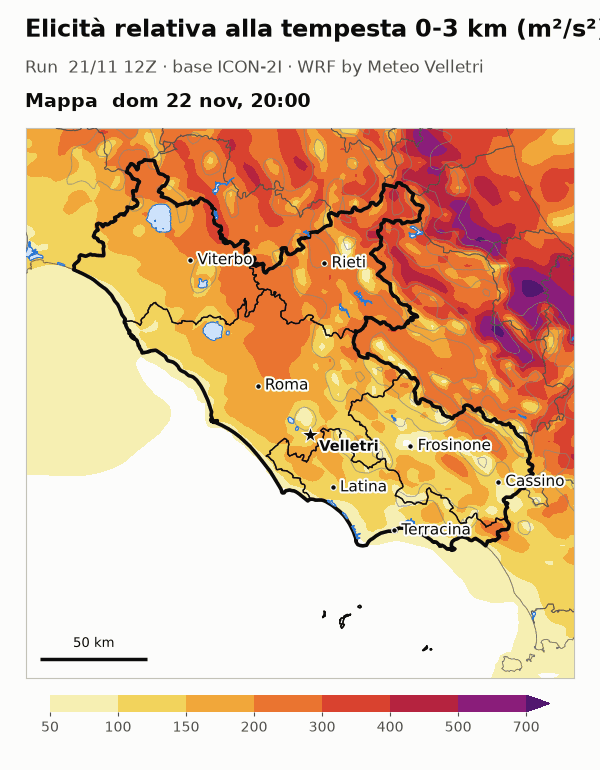 Elicità relativa alla tempesta 0-3 km (m²/s²)
Run 21/11 12Z · base ICON-2I · WRF by Meteo Velletri
Mappa dom 22 nov, 20:00
Viterbo
Rieti
Roma
Velletri
Frosinone
Cassino
Latina
Terracina
50 km
50 100 150 200 300 400 500 700